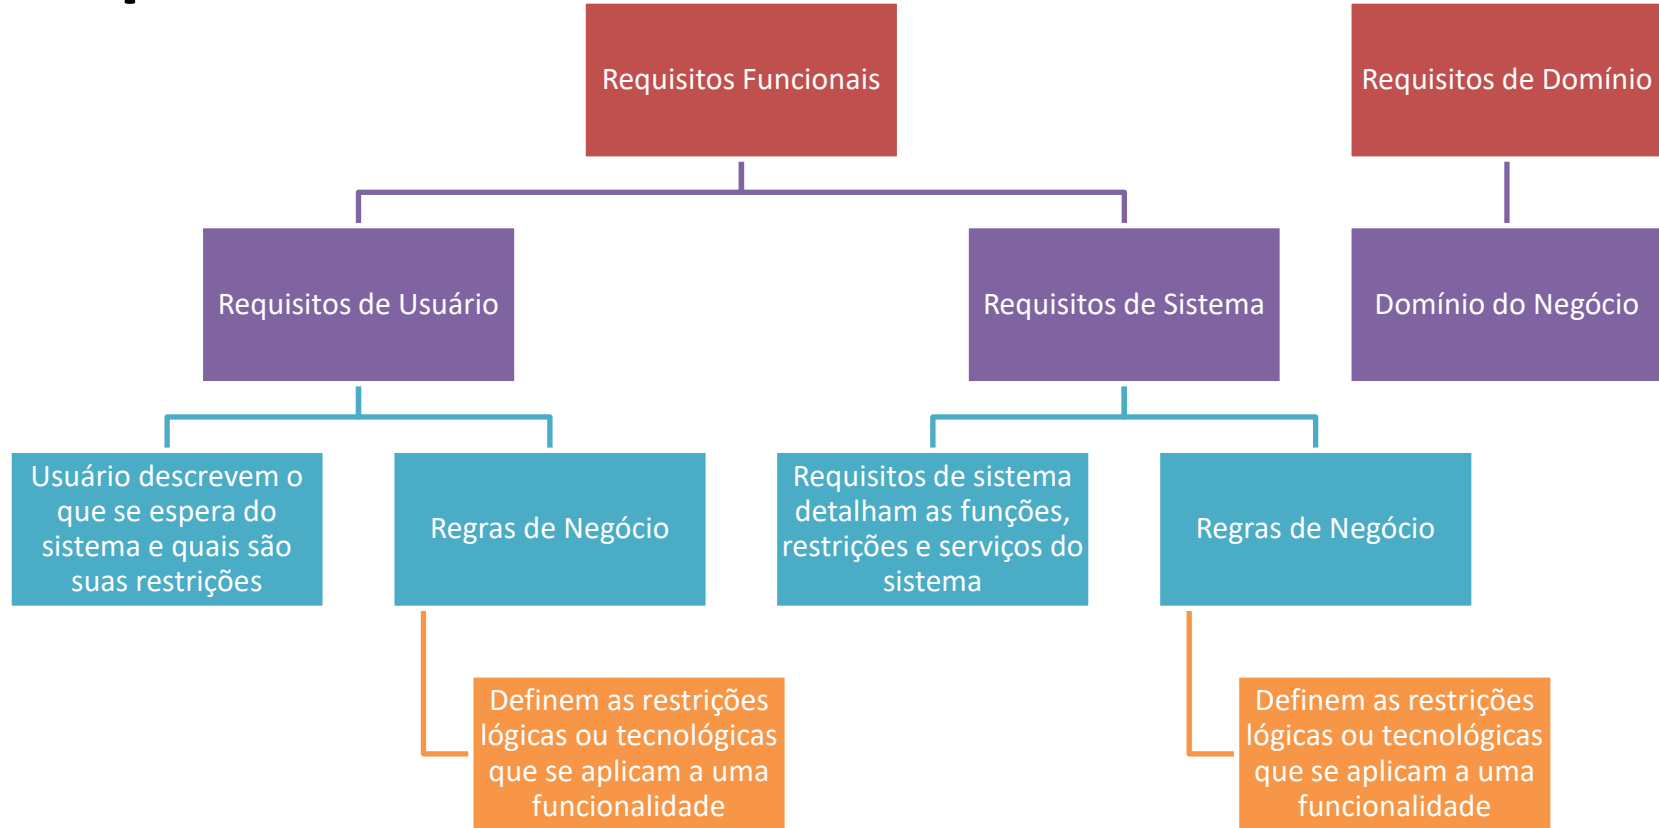 Requisitos Funcionais
Requisitos de Domínio
Requisitos de Usuário
Requisitos de Sistema
Domínio do Negócio
Usuário descrevem o
que se espera do
sistema e quais são
suas restrições
Regras de Negócio
Requisitos de sistema
detalham as funções,
restrições e serviços do
sistema
Regras de Negócio
Definem as restrições
lógicas ou tecnológicas
que se aplicam a uma
funcionalidade
Definem as restrições
lógicas ou tecnológicas
que se aplicam a uma
funcionalidade